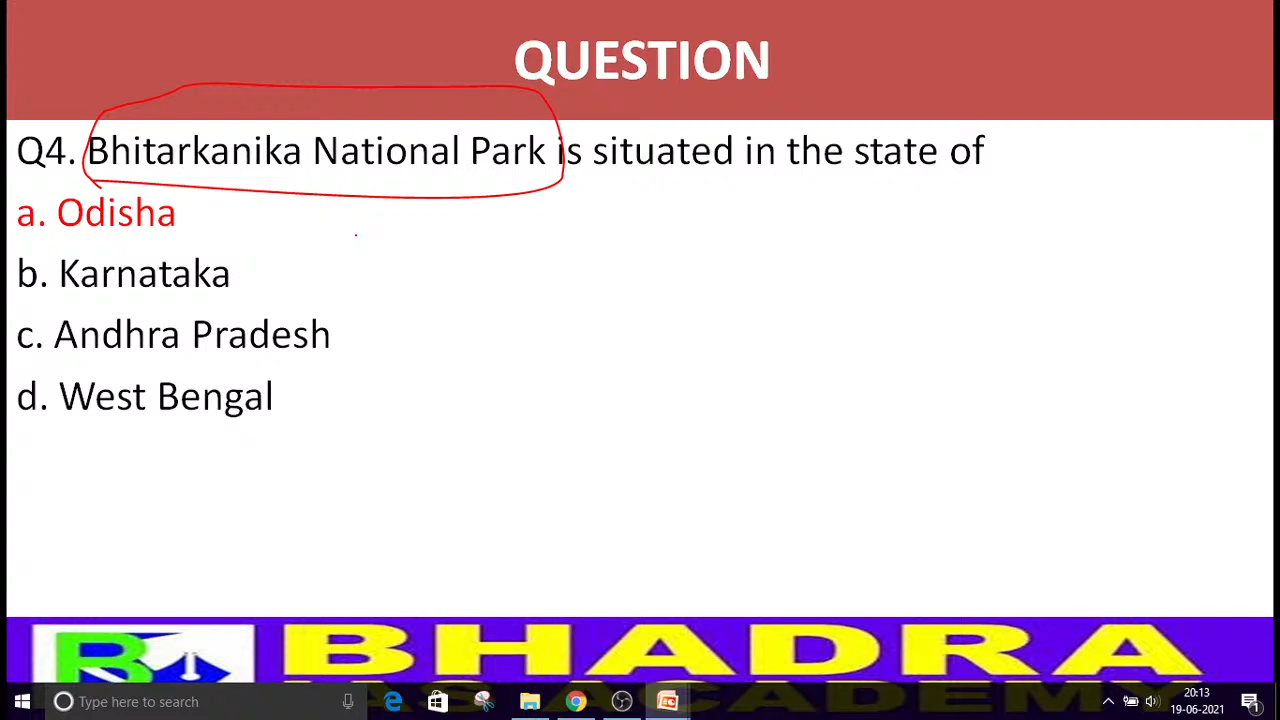 QUESTION
Q4. Bhitarkanika National Park is situated in the state of
a. Odisha
b. Karnataka
c. Andhra Pradesh
d. West Bengal
BHADRA
Type here to search
20:13
19-06-2021